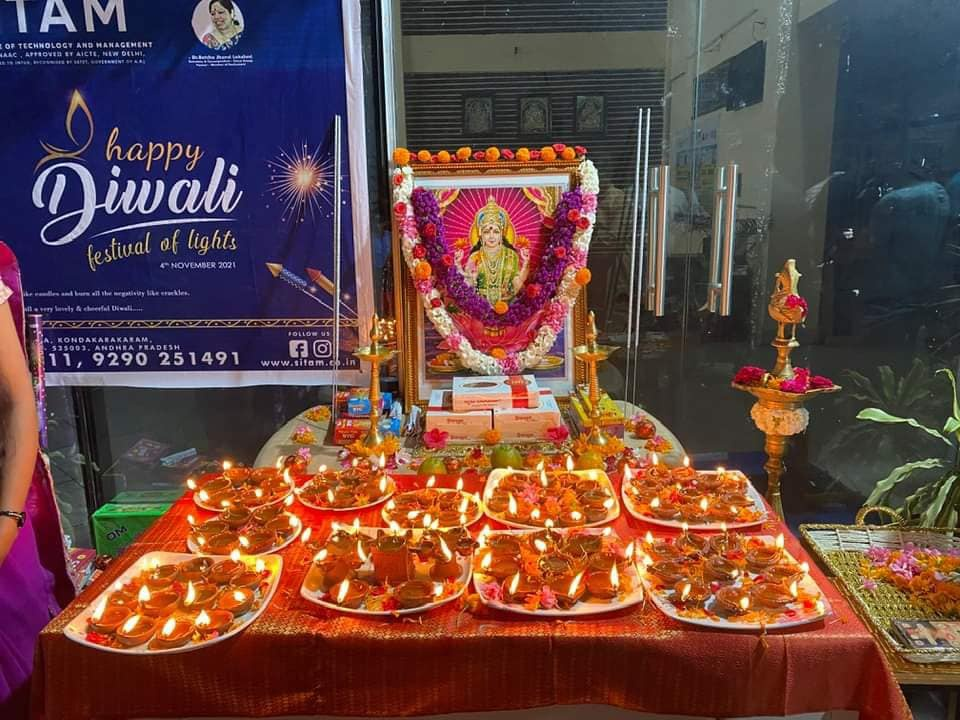 ITAM
E OF TECHNOLOGY AND MANAGEMENT
NAAC , APPROVED BY AICTE, NEW DELHI,
happy
Diwali
festival of lights
4TH NOVEMBER 2021
ke candles and burn all the negativity like crackles.
all a very lovely & cheerful Diwali.....
A, KONDAKARAKARAM,
535003, ANDHRA PRADESH
11, 9290 251491
FOLLOW US
www.sitam.co.in
OM